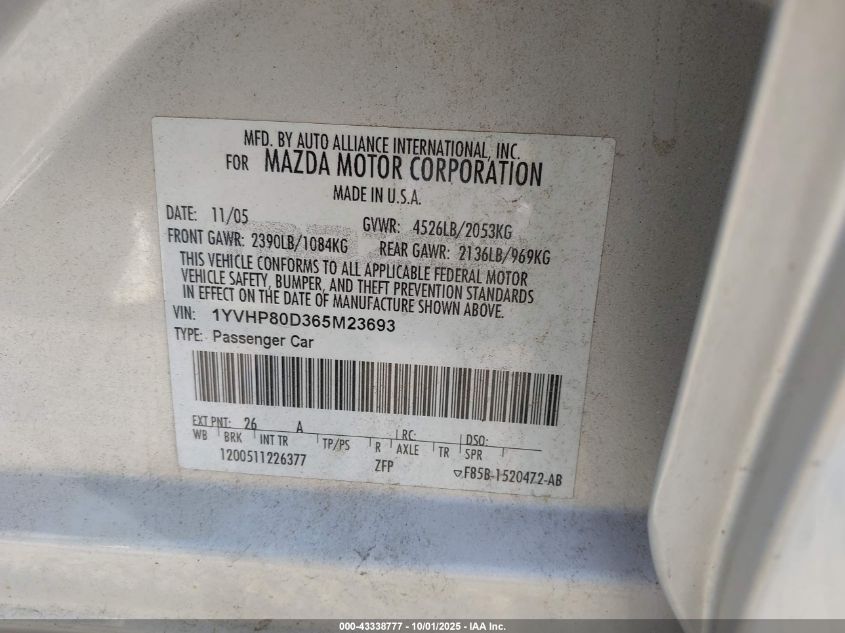 MFD. BY AUTO ALLIANCE INTERNATIONAL, INC.
FOR MAZDA MOTOR CORPORATION
MADE IN U.S.A.
DATE: 11/05 GVWR: 4526LB/2053KG
FRONT GAWR: 2390LB/1084KG REAR GAWR: 2136LB/969KG
THIS VEHICLE CONFORMS TO ALL APPLICABLE FEDERAL MOTOR
VEHICLE SAFETY, BUMPER, AND THEFT PREVENTION STANDARDS
IN EFFECT ON THE DATE OF MANUFACTURE SHOWN ABOVE.
VIN: 1YVHP80D365M23693
TYPE: Passenger Car
EXT PNT: 26 A RC: DSO:
WB BRK INT TR TP/PS R AXLE TR SPR
1200511226377 ZFP ▽F85B-1520472-AB
000-43338777 - 10/01/2025 - IAA Inc.